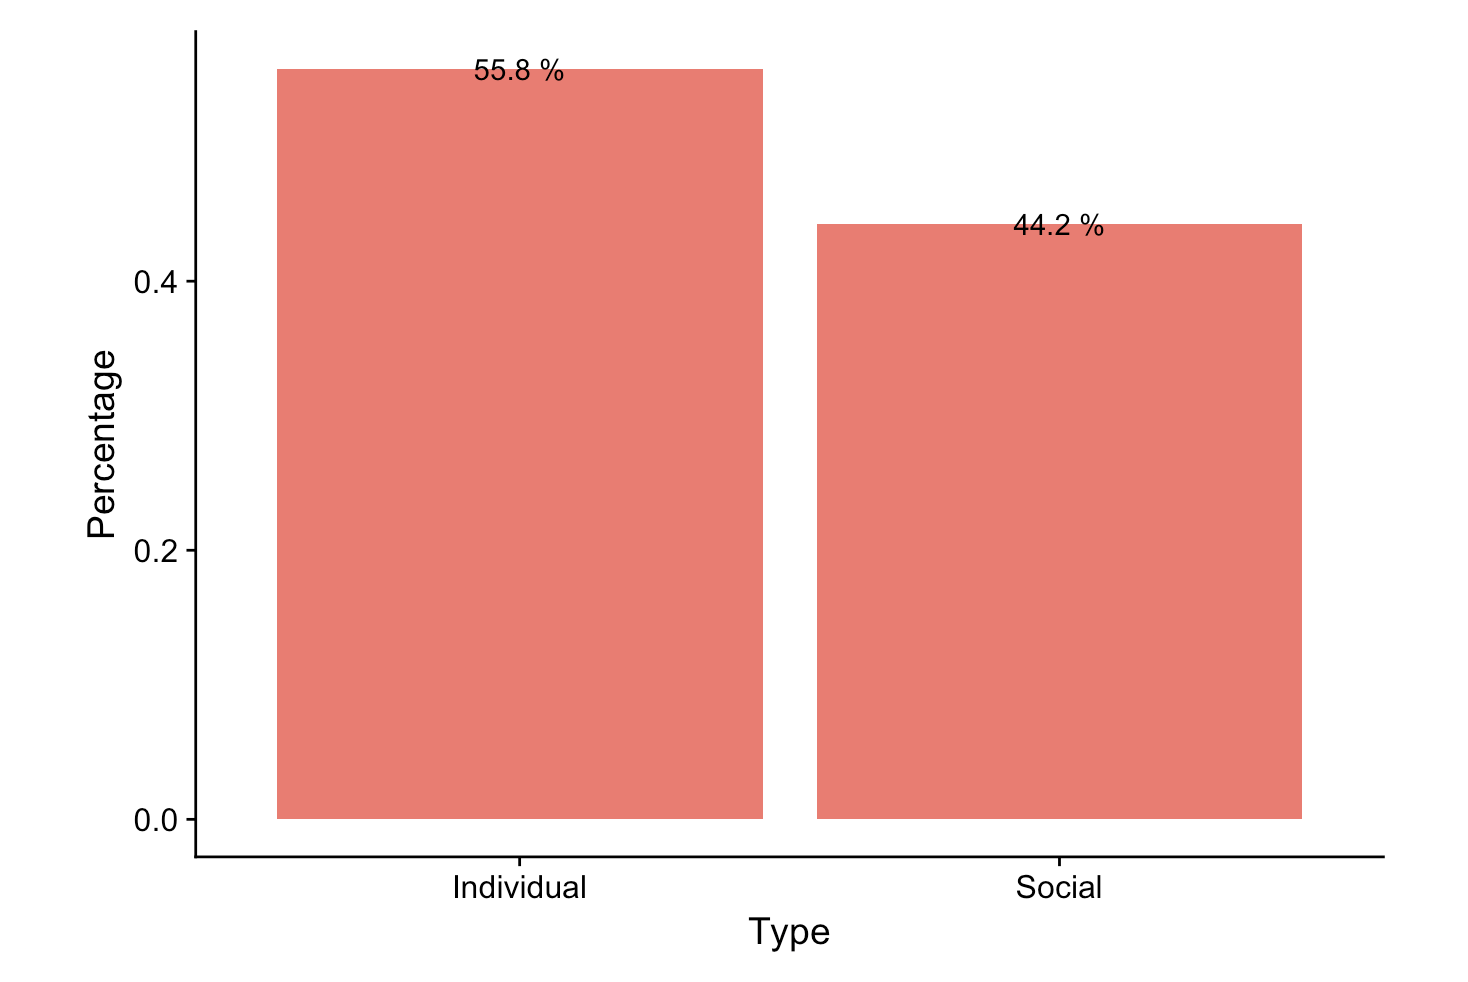 55.8 %
44.2 %
0.4
0.2
0.0
Percentage
Individual
Social
Type